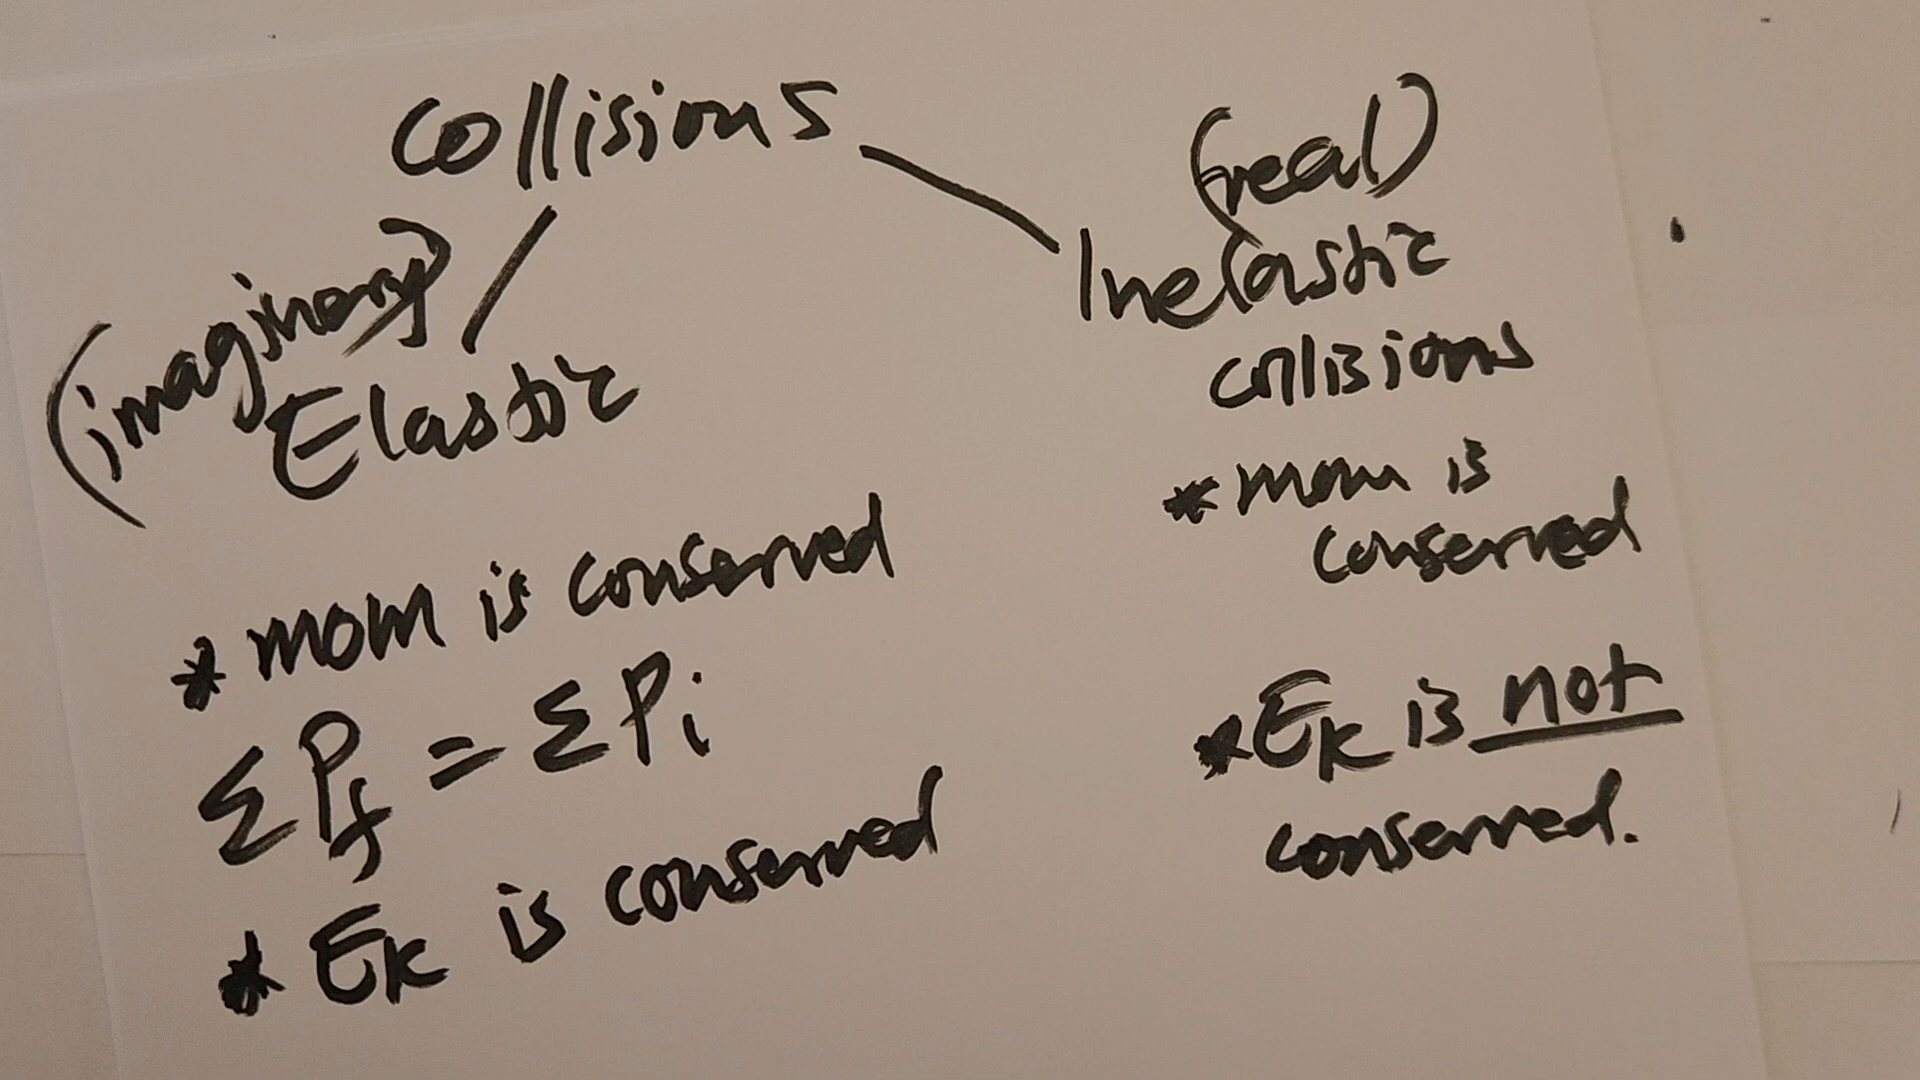 Collisions
(imaginary)
Elastic
* mom is conserved
ΣPf = ΣPi
* EK is conserved
(real)
Inelastic
collisions
* mom is
conserved
* EK is not
conserved.